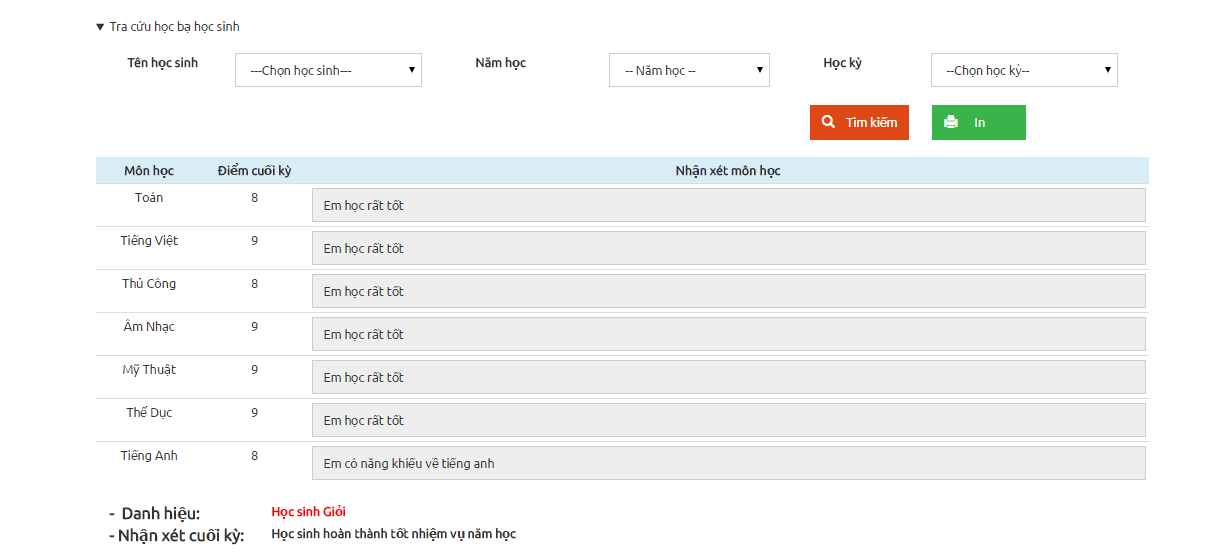 Tra cứu học bạ học sinh
Tên học sinh ---Chọn học sinh--- Năm học -- Năm học -- Học kỳ --Chọn học kỳ--
Tìm kiếm In
Môn học Điểm cuối kỳ Nhận xét môn học
Toán 8 Em học rất tốt
Tiếng Việt 9 Em học rất tốt
Thủ Công 8 Em học rất tốt
Âm Nhạc 9 Em học rất tốt
Mỹ Thuật 9 Em học rất tốt
Thể Dục 9 Em học rất tốt
Tiếng Anh 8 Em có năng khiếu về tiếng anh
- Danh hiệu: Học sinh Giỏi
- Nhận xét cuối kỳ: Học sinh hoàn thành tốt nhiệm vụ năm học